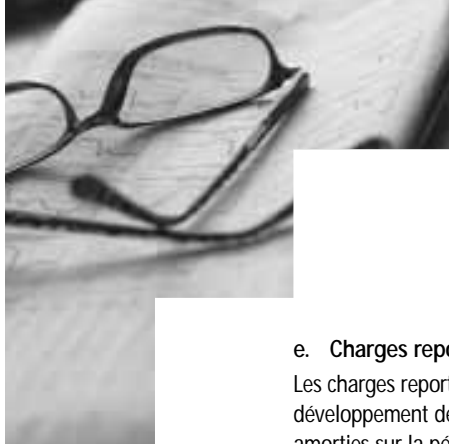 e. Charges repo
Les charges report
développement de
amorties sur la pé